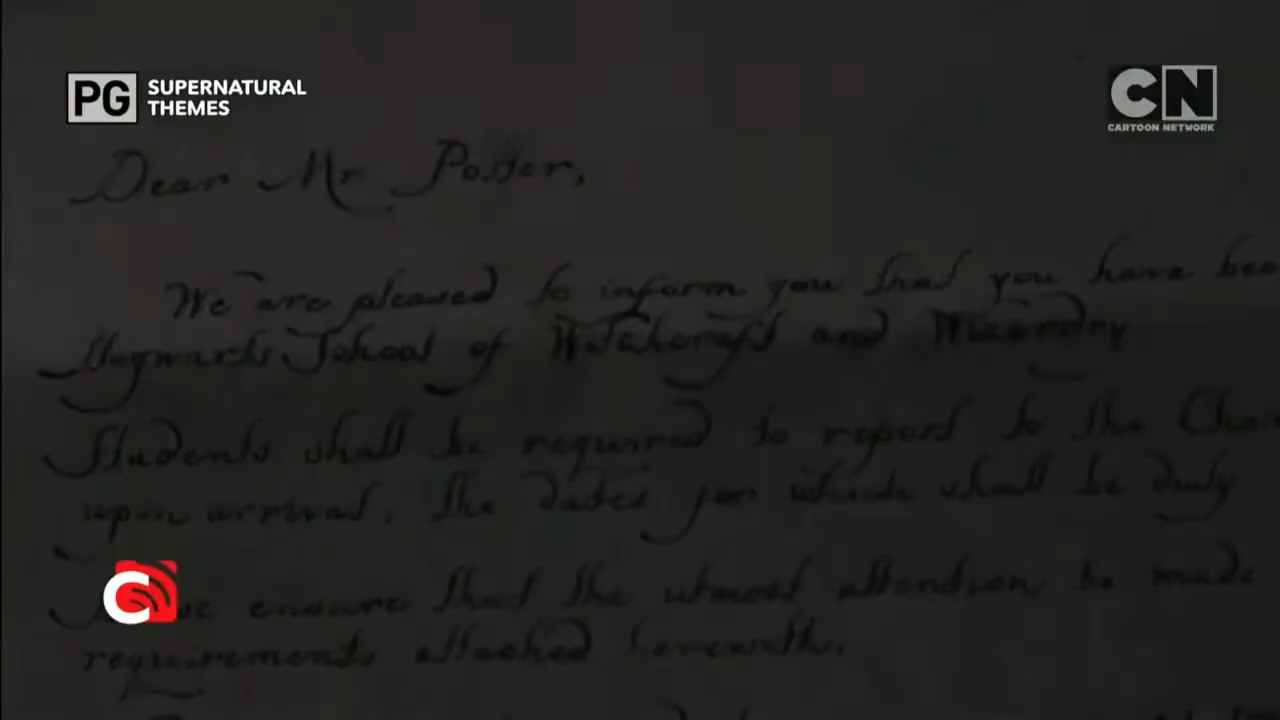 PG SUPERNATURAL
THEMES
CN
CARTOON NETWORK
Dear Mr Potter,
We are pleased to inform you that you have bee
Hogwarts School of Witchcraft and Wizardry
Students shall be required to report to the Cha
upon arrival, the dates for which shall be duly
ensure that the utmost attention be made
requirements attached herewith.